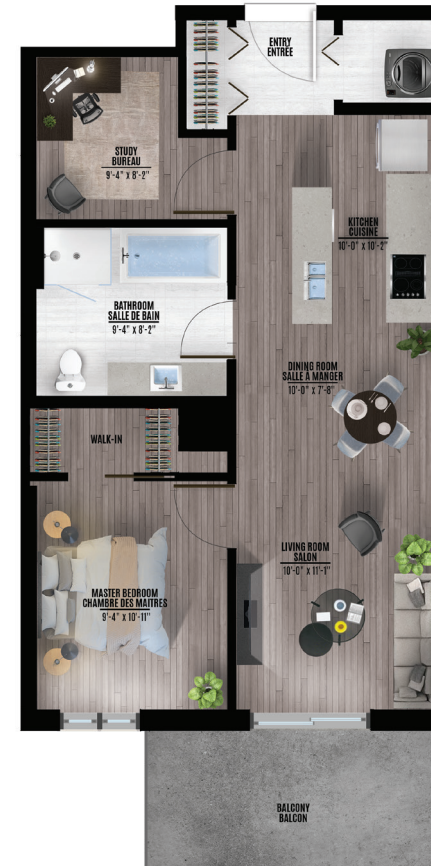 ENTRY
ENTRÉE
STUDY
BUREAU
9'-4" x 8'-2"
KITCHEN
CUISINE
10'-0" x 10'-2"
BATHROOM
SALLE DE BAIN
9'-4" x 8'-2"
DINING ROOM
SALLE À MANGER
10'-0" x 7'-8"
WALK-IN
LIVING ROOM
SALON
10'-0" x 11'-1"
MASTER BEDROOM
CHAMBRE DES MAITRES
9'-4" x 10'-11"
BALCONY
BALCON